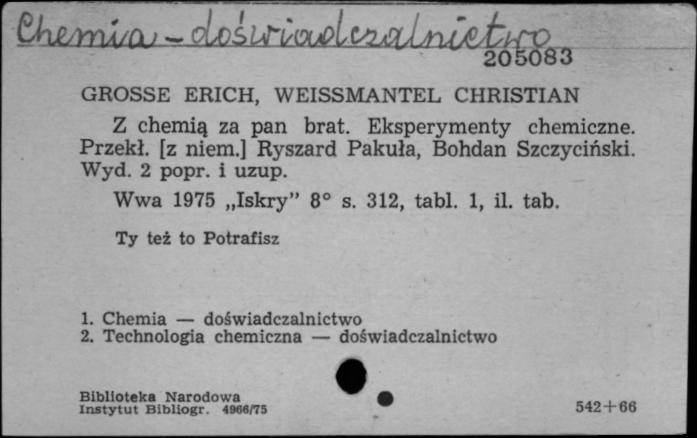 Chemia – doświadczalnictwo
205083
GROSSE ERICH, WEISSMANTEL CHRISTIAN
Z chemią za pan brat. Eksperymenty chemiczne.
Przekł. [z niem.] Ryszard Pakuła, Bohdan Szczyciński.
Wyd. 2 popr. i uzup.
Wwa 1975 „Iskry” 8° s. 312, tabl. 1, il. tab.
Ty też to Potrafisz
1. Chemia — doświadczalnictwo
2. Technologia chemiczna — doświadczalnictwo
Biblioteka Narodowa
Instytut Bibliogr. 4966/75
542+66